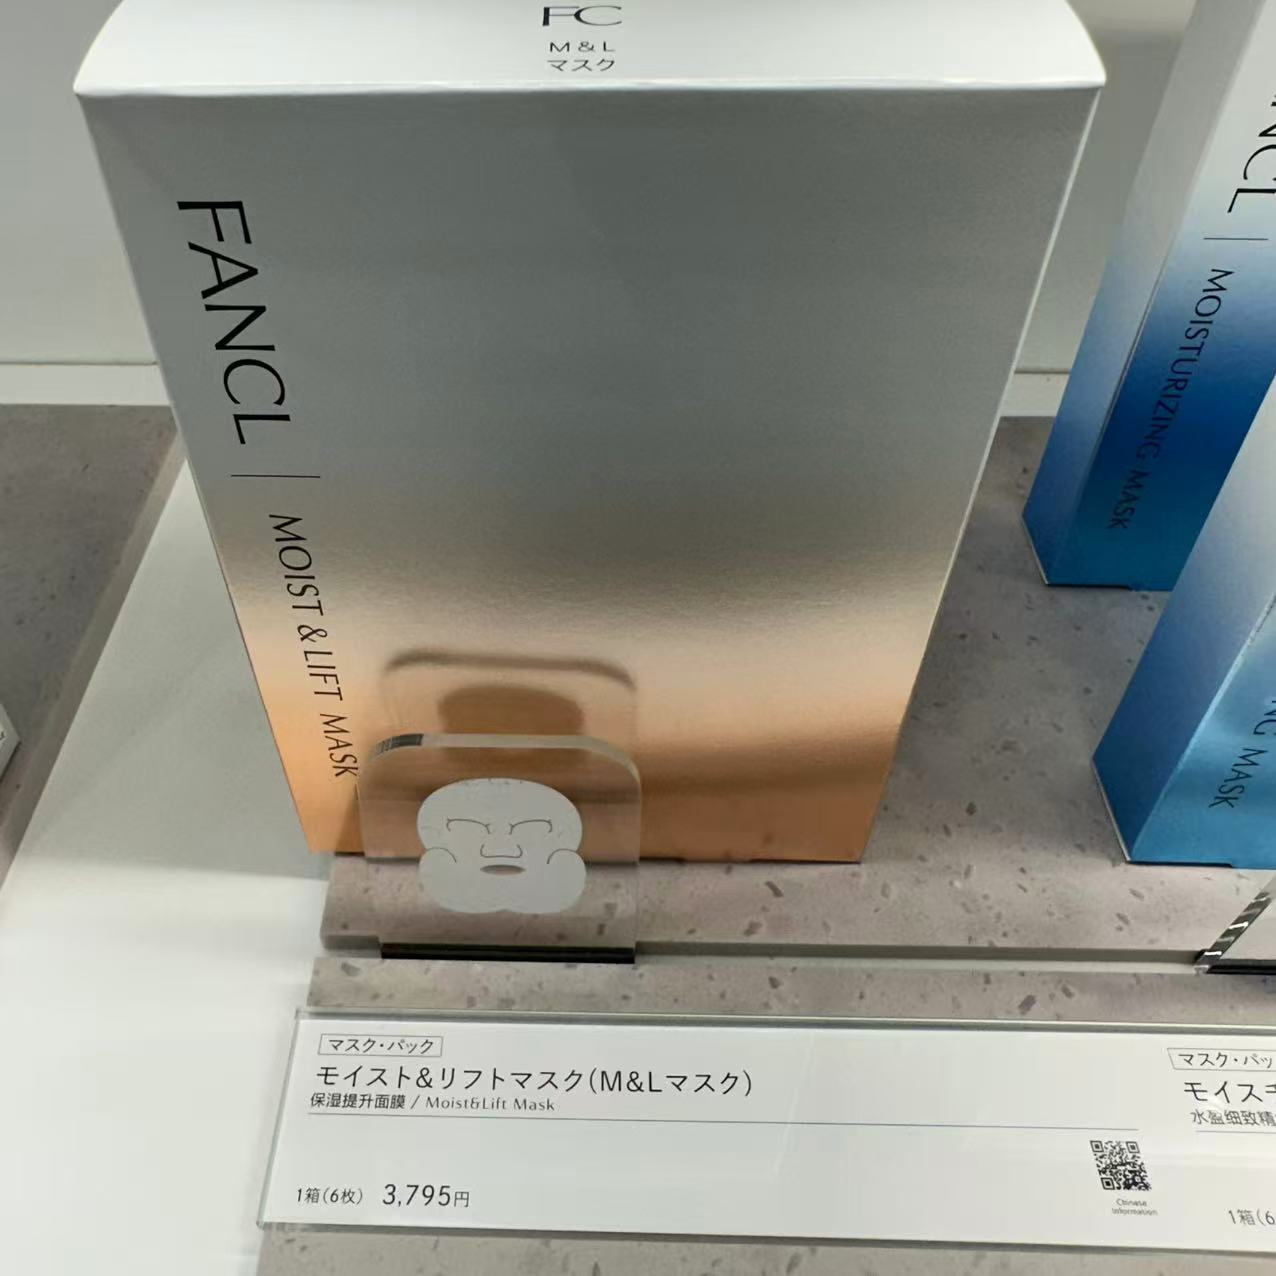 FC
M & L
マスク
FANCL | MOIST & LIFT MASK
NCL | MOISTURIZING MASK
NG MASK
マスク・パック
モイスト&リフトマスク(M&Lマスク)
保湿提升面膜 / Moist&Lift Mask
1箱(6枚) 3,795円
Chinese
Information
マスク・パッ
モイスチ
水盈细致精
1箱(6